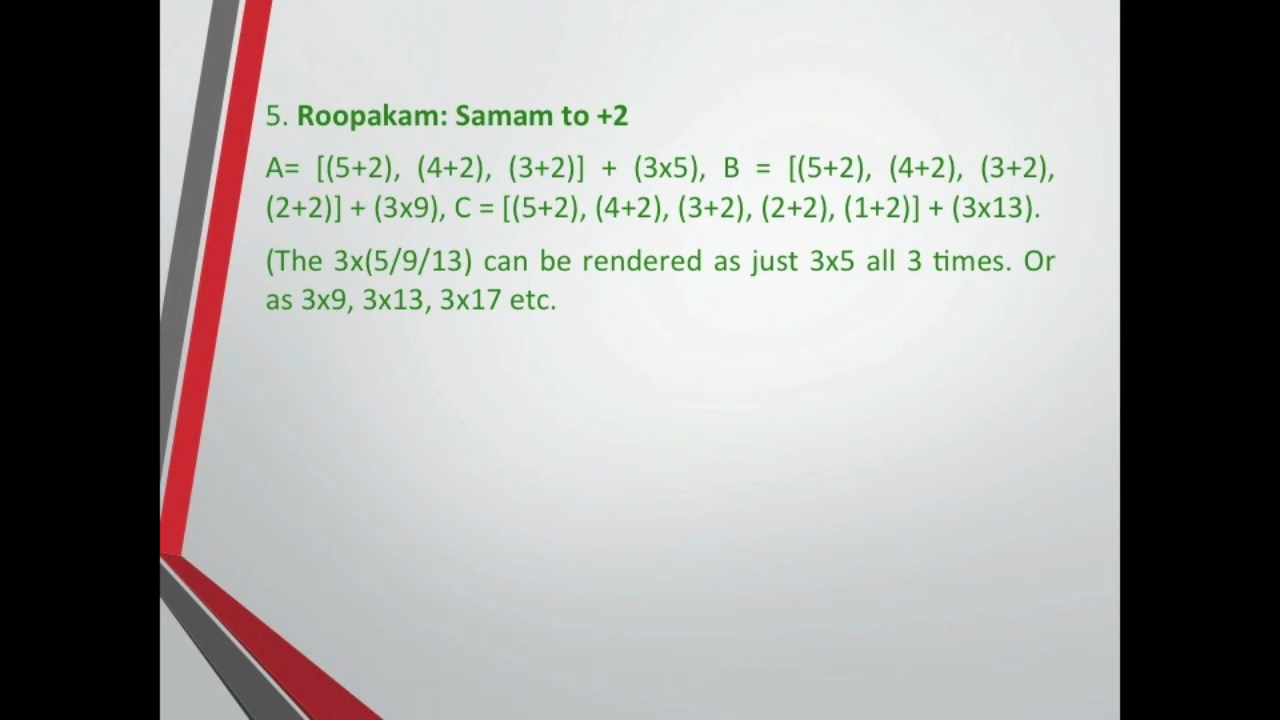 5. Roopakam: Samam to +2
A= [(5+2), (4+2), (3+2)] + (3x5), B = [(5+2), (4+2), (3+2),
(2+2)] + (3x9), C = [(5+2), (4+2), (3+2), (2+2), (1+2)] + (3x13).
(The 3x(5/9/13) can be rendered as just 3x5 all 3 times. Or
as 3x9, 3x13, 3x17 etc.